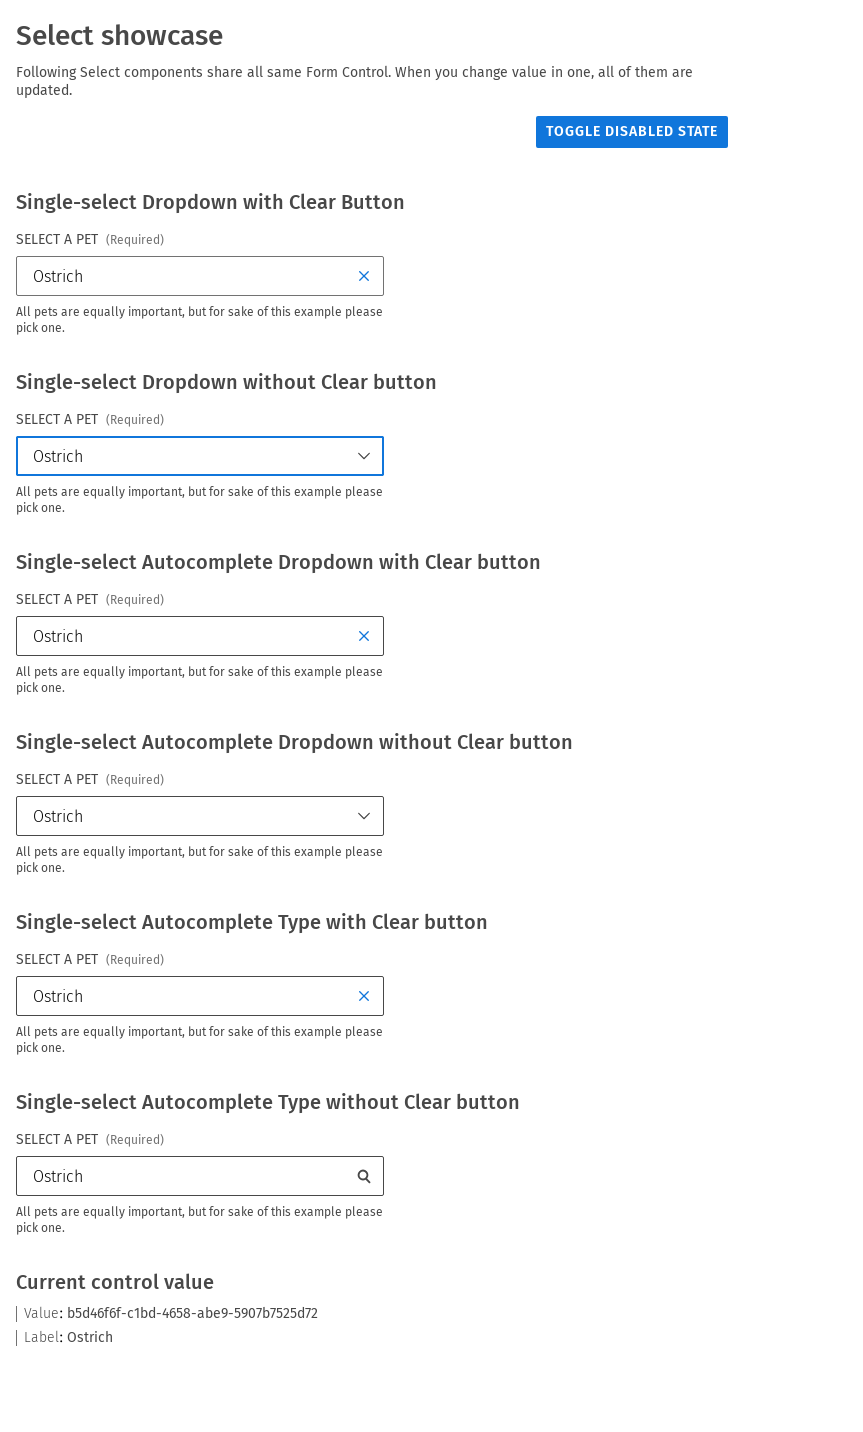 Select showcase
Following Select components share all same Form Control. When you change value in one, all of them are
updated.
TOGGLE DISABLED STATE
Single-select Dropdown with Clear Button
SELECT A PET (Required)
Ostrich
All pets are equally important, but for sake of this example please
pick one.
Single-select Dropdown without Clear button
SELECT A PET (Required)
Ostrich
All pets are equally important, but for sake of this example please
pick one.
Single-select Autocomplete Dropdown with Clear button
SELECT A PET (Required)
Ostrich
All pets are equally important, but for sake of this example please
pick one.
Single-select Autocomplete Dropdown without Clear button
SELECT A PET (Required)
Ostrich
All pets are equally important, but for sake of this example please
pick one.
Single-select Autocomplete Type with Clear button
SELECT A PET (Required)
Ostrich
All pets are equally important, but for sake of this example please
pick one.
Single-select Autocomplete Type without Clear button
SELECT A PET (Required)
Ostrich
All pets are equally important, but for sake of this example please
pick one.
Current control value
Value: b5d46f6f-c1bd-4658-abe9-5907b7525d72
Label: Ostrich